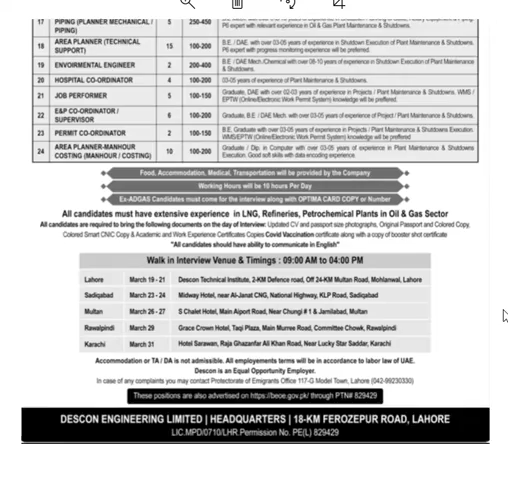 17 PIPING (PLANNER MECHANICAL / PIPING) 5 250-450 P6 expert with relevant experience in Oil & Gas Plant Maintenance & Shutdowns.
18 AREA PLANNER (TECHNICAL SUPPORT) 15 100-200 B.E. / DAE. with over 03-05 years of experience in Shutdown Execution of Plant Maintenance & Shutdowns. P6 expert with progress monitoring experience will be preffered.
19 ENVIORMENTAL ENGINEER 2 200-400 B.E / DAE Mech./Chemical with over 08-10 years of experience in Shutdown Execution of Plant Maintenance & Shutdowns.
20 HOSPITAL CO-ORDINATOR 4 100-200 03-05 years of experience of Plant Maintenance & Shutdown.
21 JOB PERFORMER 5 100-150 Graduate, DAE with over 02-03 years of experience in Projects / Plant Maintenance & Shutdowns. WMS / EPTW (Online/Electronic Work Permit System) knowledge will be preffered.
22 E&P CO-ORDINATOR / SUPERVISOR 6 100-200 Graduate, B.E / DAE Mech. with over 03-05 years of experience of Project / Plant Maintenance & Shutdowns.
23 PERMIT CO-ORDINATOR 2 100-150 B.E. Graduate with over 03-05 years of experience in Projects / Plant Maintenance & Shutdowns Execution. WMS/EPTW (Online/Electronic Work Permit System) knowledge will be preffered
24 AREA PLANNER-MANHOUR COSTING (MANHOUR / COSTING) 10 100-200 Graduate / Dip. in Computer with over 03-05 years of experience in Plant Maintenance & Shutdowns Execution. Good soft skills with data encoding experience.
Food, Accommodation, Medical, Transportation will be provided by the Company
Working Hours will be 10 hours Per Day
Ex-ADGAS Candidates must come for the interview along with OPTIMA CARD COPY or Number
All candidates must have extensive experience in LNG, Refineries, Petrochemical Plants in Oil & Gas Sector
All candidates are required to bring the following documents on the day of Interview: Updated CV and passport size photographs, Original Passport and Colored Copy,
Colored Smart CNIC Copy & Academic and Work Experience Certificates Copies Covid Vaccination certificate along with a copy of booster shot certificate
"All candidates should have ability to communicate in English"
Walk in Interview Venue & Timings : 09:00 AM to 04:00 PM
Lahore March 19 - 21 Descon Technical Institute, 2-KM Defence road, Off 24-KM Multan Road, Mohlanwal, Lahore
Sadiqabad March 23 - 24 Midway Hotel, near Al-Janat CNG, National Highway, KLP Road, Sadiqabad
Multan March 26 - 27 S Chalet Hotel, Main Aiport Road, Near Chungi # 1 & Jamilabad, Multan
Rawalpindi March 29 Grace Crown Hotel, Taqi Plaza, Main Murree Road, Committee Chowk, Rawalpindi
Karachi March 31 Hotel Sarawan, Raja Ghazanfar Ali Khan Road, Near Lucky Star Saddar, Karachi
Accommodation or TA / DA is not admissible. All employements terms will be in accordance to labor law of UAE.
Descon is an Equal Opportunity Employer.
In case of any complaints you may contact Protectorate of Emigrants Office 117-G Model Town, Lahore (042-99230330)
These positions are also advertised on https://beoe.gov.pk/ through PTN# 829429
DESCON ENGINEERING LIMITED | HEADQUARTERS | 18-KM FEROZEPUR ROAD, LAHORE
LIC.MPD/0710/LHR Permission No. PE(L) 829429